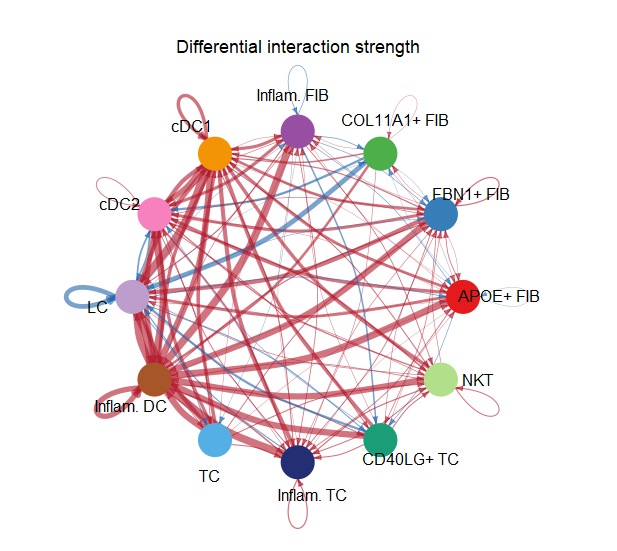 Differential interaction strength
Inflam. FIB
cDC1
COL11A1+ FIB
cDC2
FBN1+ FIB
LC
APOE+ FIB
Inflam. DC
NKT
TC
CD40LG+ TC
Inflam. TC